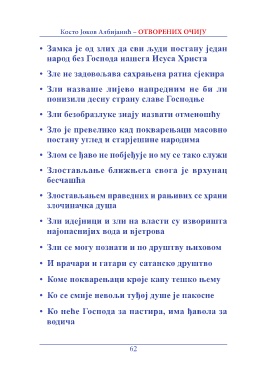 Косто Јоков Албијанић – ОТВОРЕНИХ ОЧИЈУ
• Замка је од злих да сви људи постану један
народ без Господа нашега Исуса Христа
• Зле не задовољава сахрањена ратна сјекира
• Зли назваше лијево напредним не би ли
понизили десну страну славе Господње
• Зли безобразлуке знају назвати отменошћу
• Зло је превелико кад покварењаци масовно
постану углед и старјешине народима
• Злом се ђаво не побјеђује но му се тако служи
• Злостављање ближњега свога је врхунац
бесчашћа
• Злостављањем праведних и рањивих се храни
злочиначка душа
• Зли идејници и зли на власти су изворишта
најопаснијих вода и вјетрова
• Зли се могу познати и по друштву њиховом
• И врачари и гатари су сатанско друштво
• Коме покварењаци кроје капу тешко њему
• Ко се смије невољи туђој душе је пакосне
• Ко неће Господа за пастира, има ђавола за
водича
62